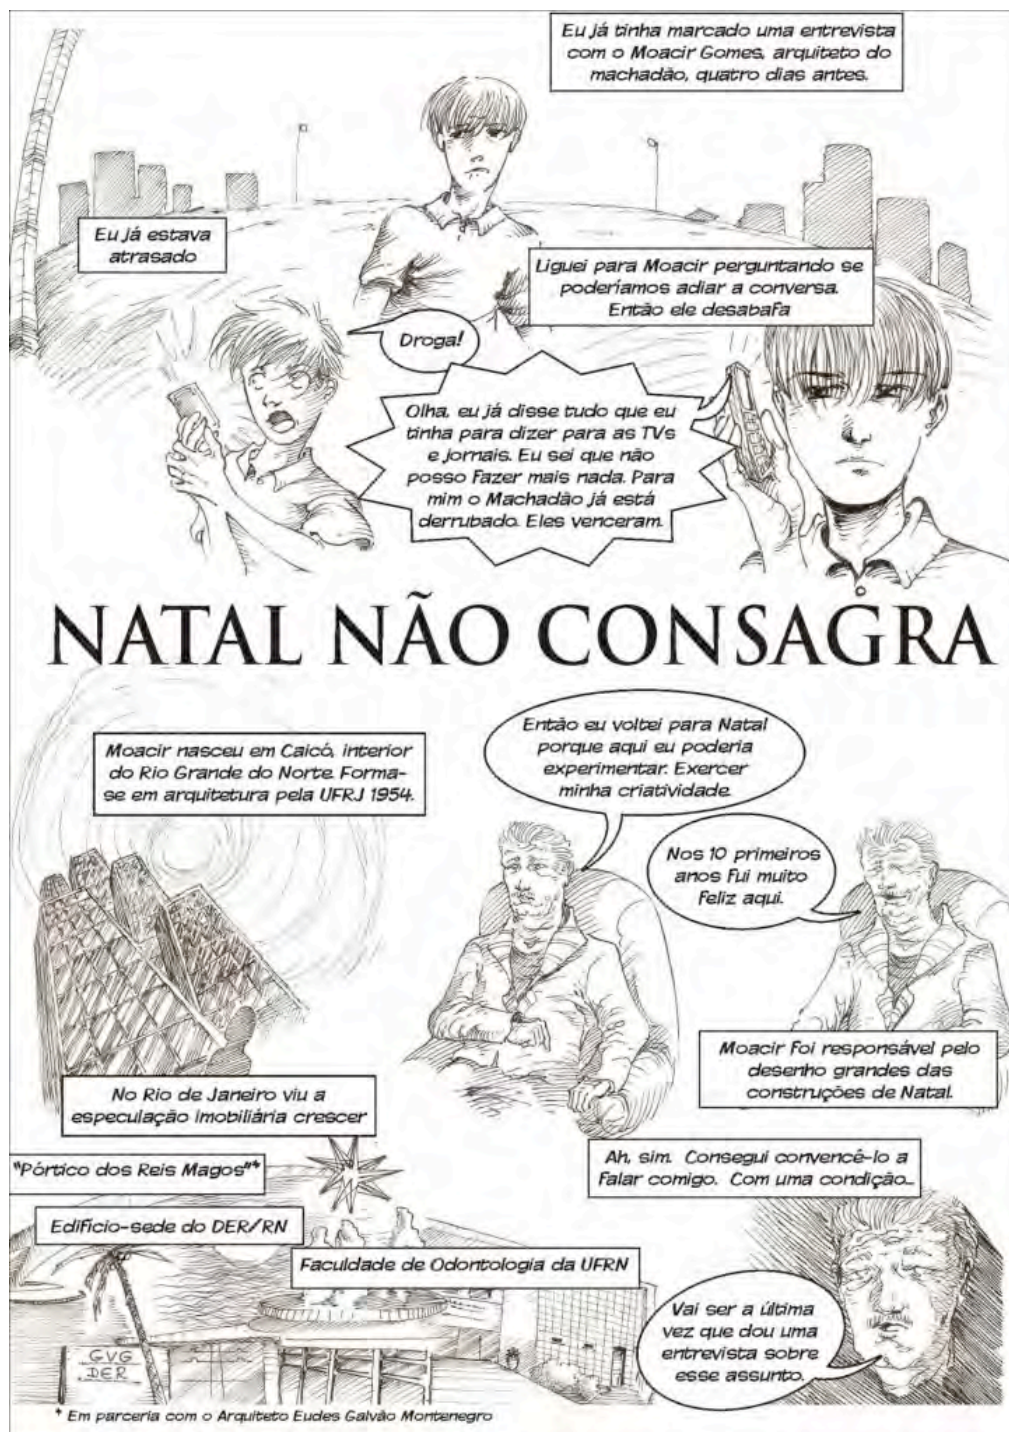 Eu já tinha marcado uma entrevista
com o Moacir Gomes, arquiteto do
machadão, quatro dias antes.
Eu já estava
atrasado
Liguei para Moacir perguntando se
poderíamos adiar a conversa.
Então ele desabafa
Droga!
Olha, eu já disse tudo que eu
tinha para dizer para as TVs
e jornais. Eu sei que não
posso fazer mais nada. Para
mim o Machadão já está
derrubado. Eles venceram.
NATAL NÃO CONSAGRA
Moacir nasceu em Caicó, interior
do Rio Grande do Norte. Forma-
se em arquitetura pela UFRJ 1954.
Então eu voltei para Natal
porque aqui eu poderia
experimentar. Exercer
minha criatividade.
Nos 10 primeiros
anos fui muito
feliz aqui.
No Rio de Janeiro viu a
especulação imobiliária crescer
Moacir foi responsável pelo
desenho grandes das
construções de Natal.
"Pórtico dos Reis Magos"*
Edifício-sede do DER/RN
Faculdade de Odontologia da UFRN
Ah, sim. Consegui convencê-lo a
falar comigo. Com uma condição...
Vai ser a última
vez que dou uma
entrevista sobre
esse assunto.
GVG
DER
* Em parceria com o Arquiteto Eudes Galvão Montenegro